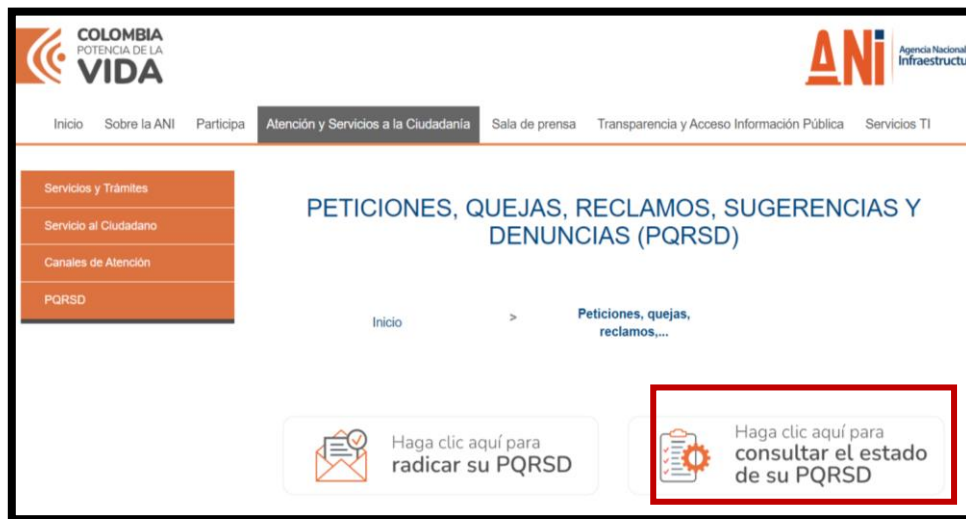 COLOMBIA
POTENCIA DE LA
VIDA
ANI
Agencia Nacional
Inicio Sobre la ANI Participa Atención y Servicios a la Ciudadanía Sala de prensa Transparencia y Acceso Información Pública Servicios TI
Servicios y Trámites
Servicio al Ciudadano
Canales de Atención
PQRSD
PETICIONES, QUEJAS, RECLAMOS, SUGERENCIAS Y
DENUNCIAS (PQRSD)
Inicio > Peticiones, quejas,
reclamos,...
Haga clic aquí para
radicar su PQRSD
Haga clic aquí para
consultar el estado
de su PQRSD